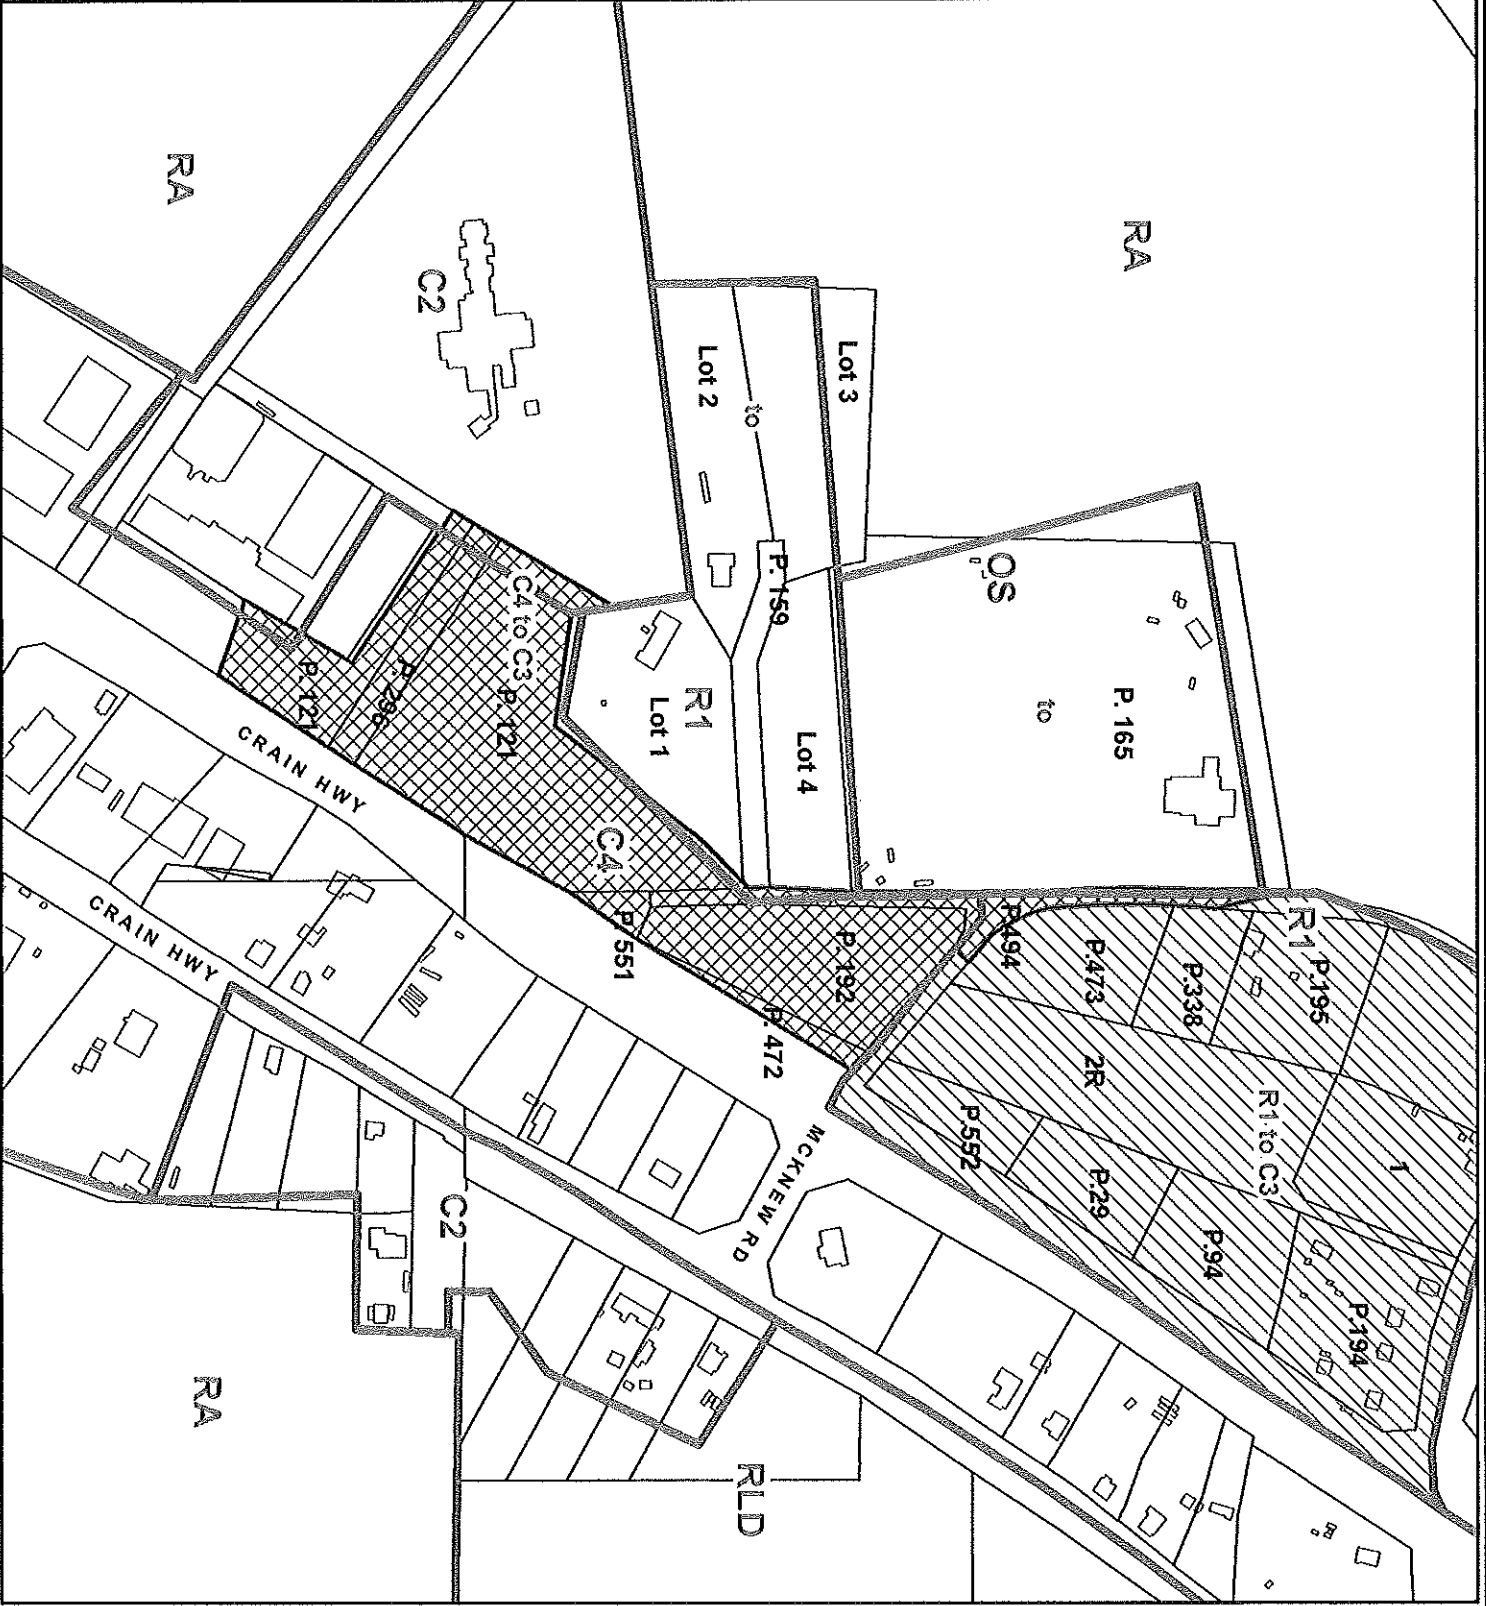 1
P.194
P.195
R1
R1 to C3
P.94
P.338
RA
P. 165
P.29
P.473
2R
to
P.494
OS
P.552
Lot 3
P. 192
Lot 4
MCKNEW RD
P. 159
P. 472
to
RLD
Lot 2
R1
Lot 1
P. 551
C4
C4 to C3
P. 121
C2
C2
P. 296
P. 121
CRAIN HWY
RA
RA
CRAIN HWY